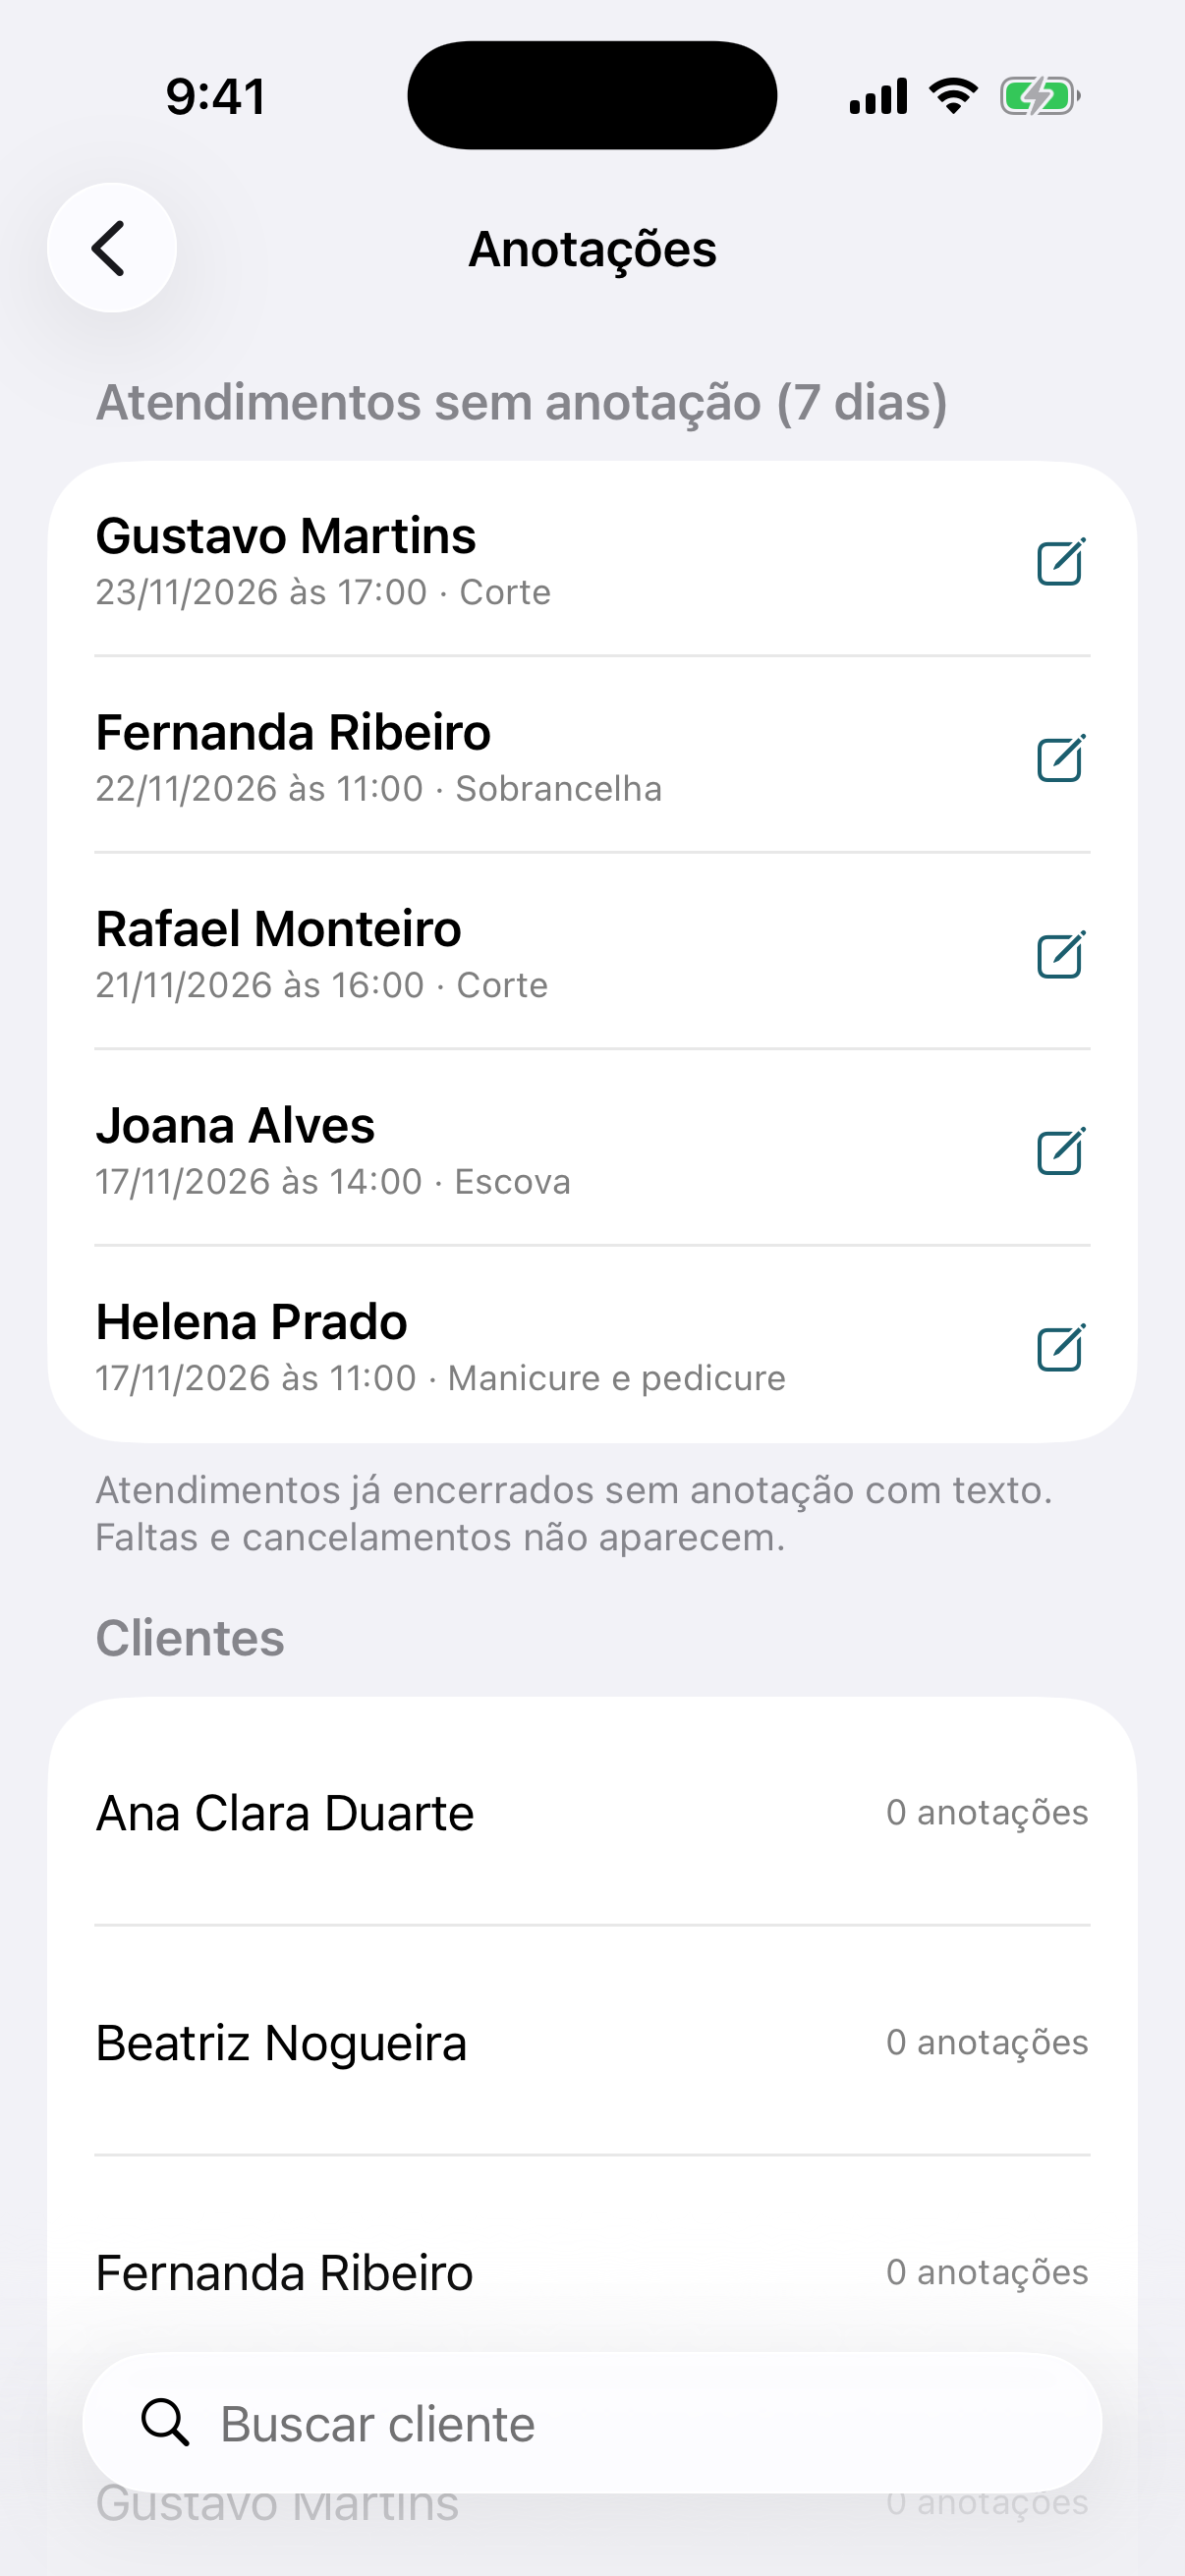 9:41
Anotações
Atendimentos sem anotação (7 dias)
Gustavo Martins
23/11/2026 às 17:00 · Corte
Fernanda Ribeiro
22/11/2026 às 11:00 · Sobrancelha
Rafael Monteiro
21/11/2026 às 16:00 · Corte
Joana Alves
17/11/2026 às 14:00 · Escova
Helena Prado
17/11/2026 às 11:00 · Manicure e pedicure
Atendimentos já encerrados sem anotação com texto.
Faltas e cancelamentos não aparecem.
Clientes
Ana Clara Duarte 0 anotações
Beatriz Nogueira 0 anotações
Fernanda Ribeiro 0 anotações
Buscar cliente
Gustavo Martins 0 anotações